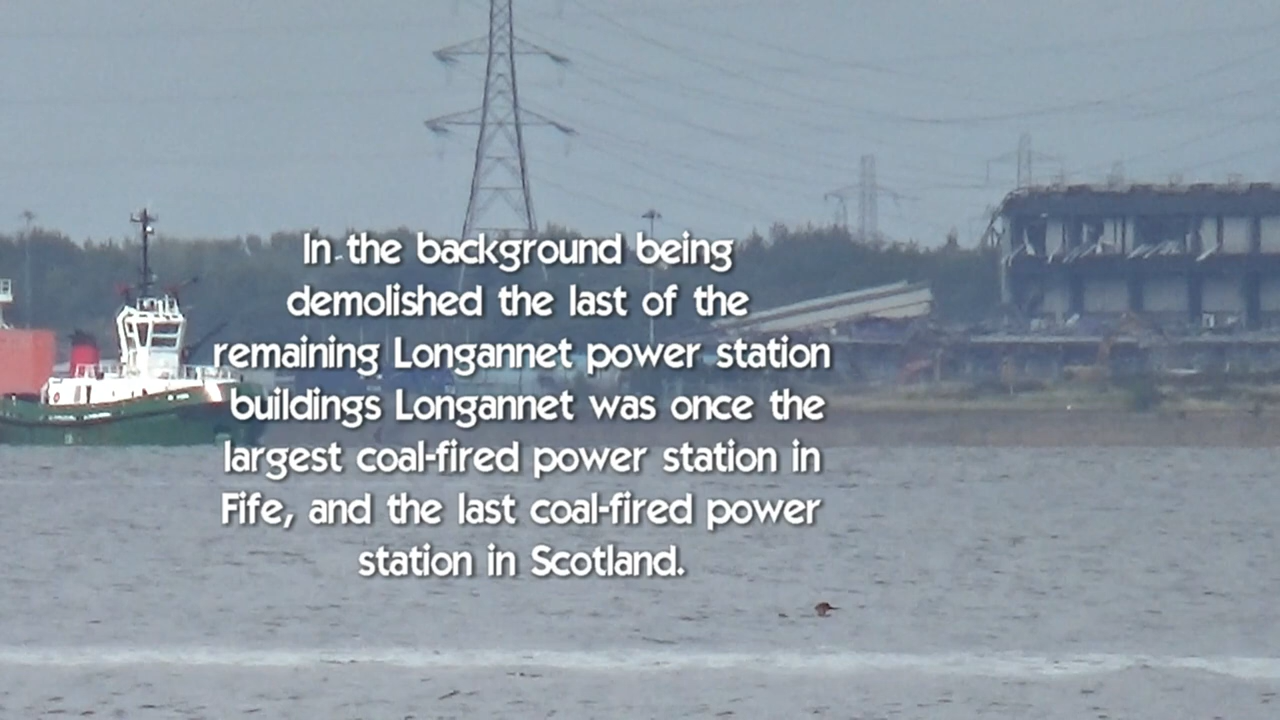 In the background being
demolished the last of the
remaining Longannet power station
buildings Longannet was once the
largest coal-fired power station in
Fife, and the last coal-fired power
station in Scotland.